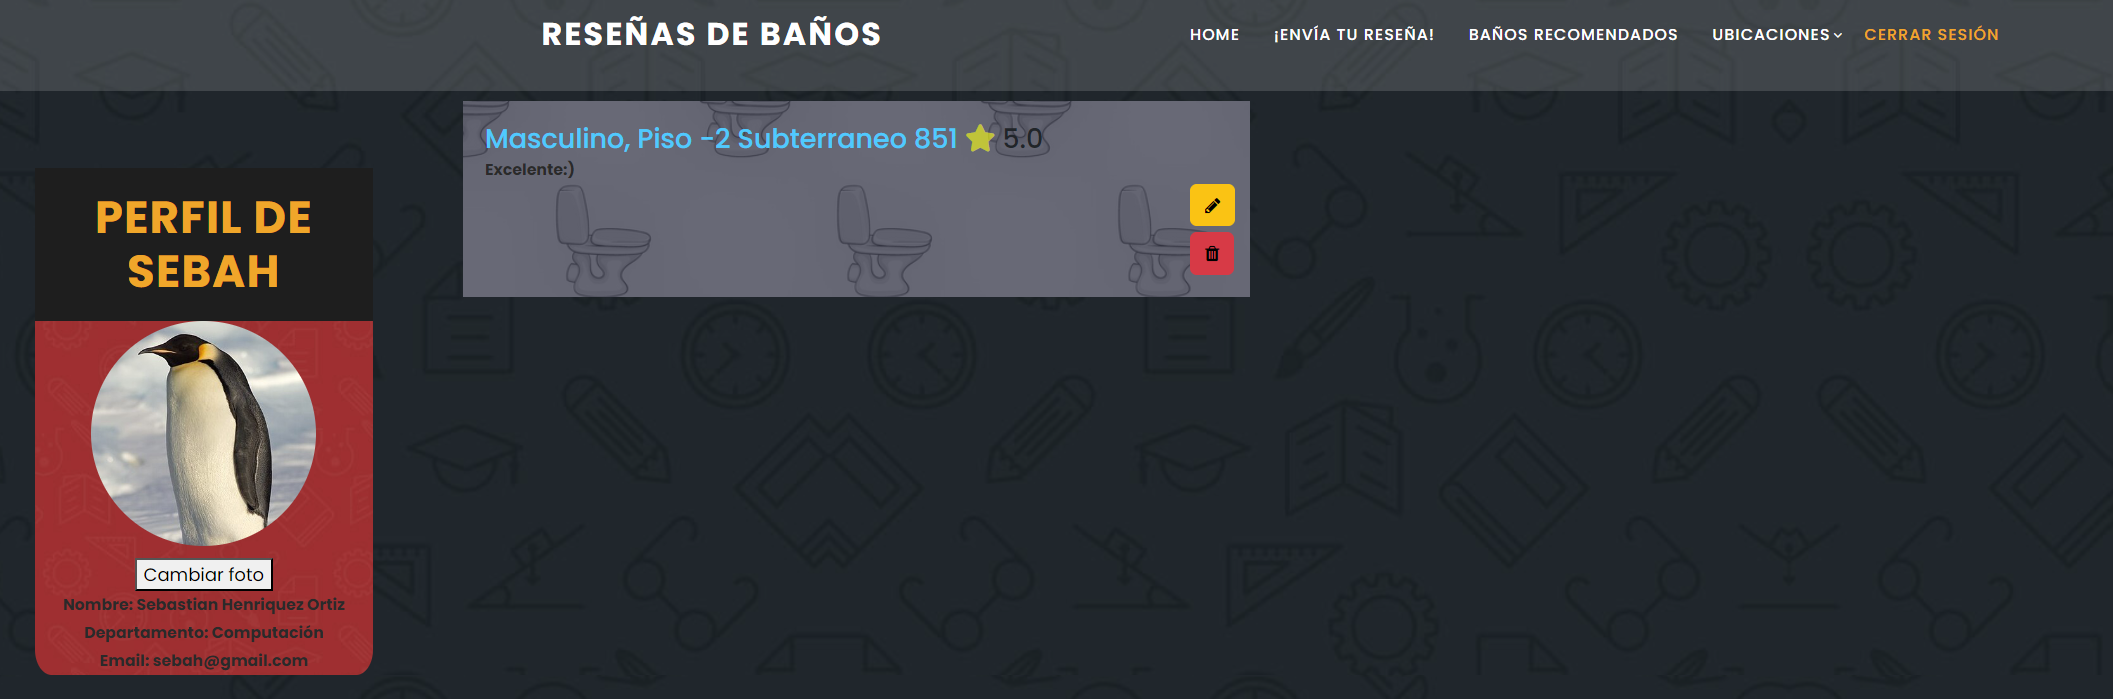 RESEÑAS DE BAÑOS
HOME ¡ENVÍA TU RESEÑA! BAÑOS RECOMENDADOS UBICACIONES CERRAR SESIÓN
PERFIL DE
SEBAH
Cambiar foto
Nombre: Sebastian Henriquez Ortiz
Departamento: Computación
Email: sebah@gmail.com
Masculino, Piso -2 Subterraneo 851 5.0
Excelente:)